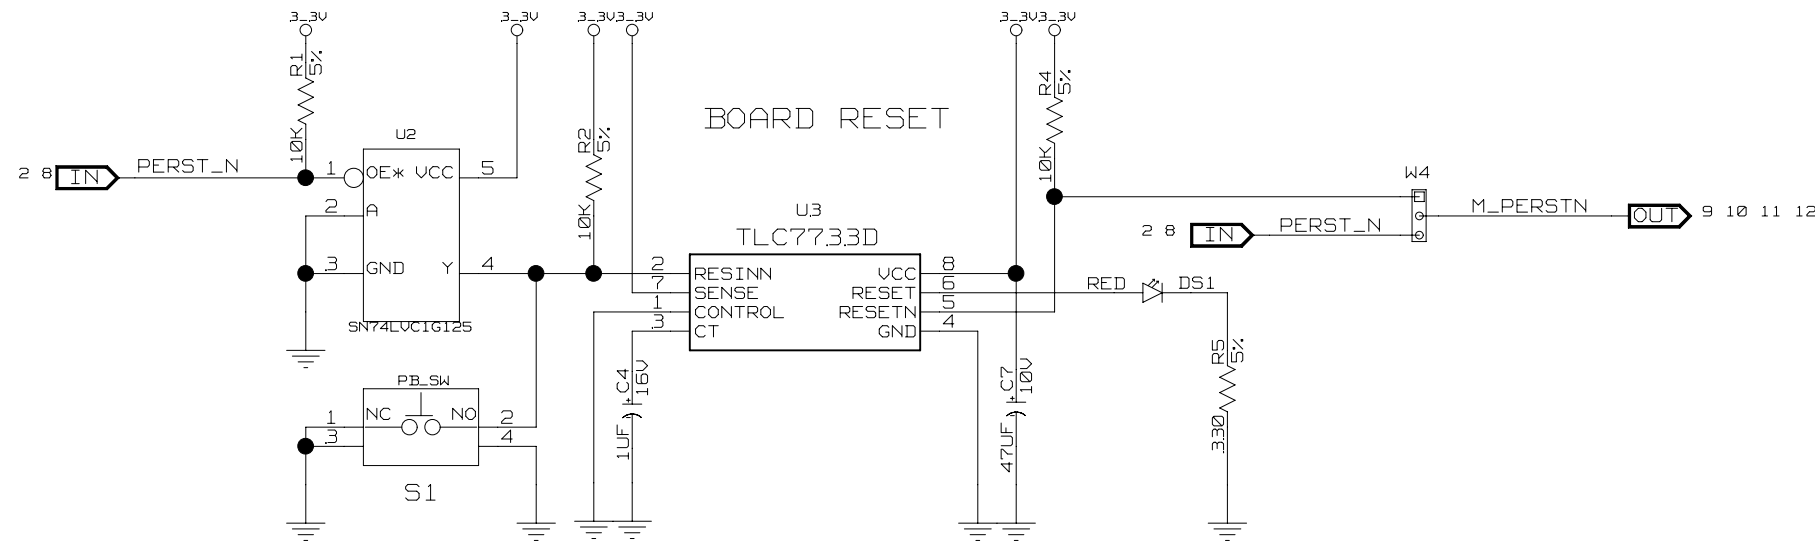 3_3V 3_3V 3_3V 3_3V 3_3V 3_3V
R1 5% 10K
R2 5% 10K
R4 5% 10K
BOARD RESET
U2
2 8 IN PERST_N 1 OE* VCC 5
2 A
3 GND Y 4
SN74LVC1G125
U3
TLC7733D
2 RESINN VCC 8
7 SENSE RESET 6
1 CONTROL RESETN 5
3 CT GND 4
W4
M_PERSTN OUT 9 10 11 12
2 8 IN PERST_N
RED DS1
R5 5% 330
PB_SW
1 NC NO 2
3 4
S1
C4 16V 1UF +
C7 10V 47UF +